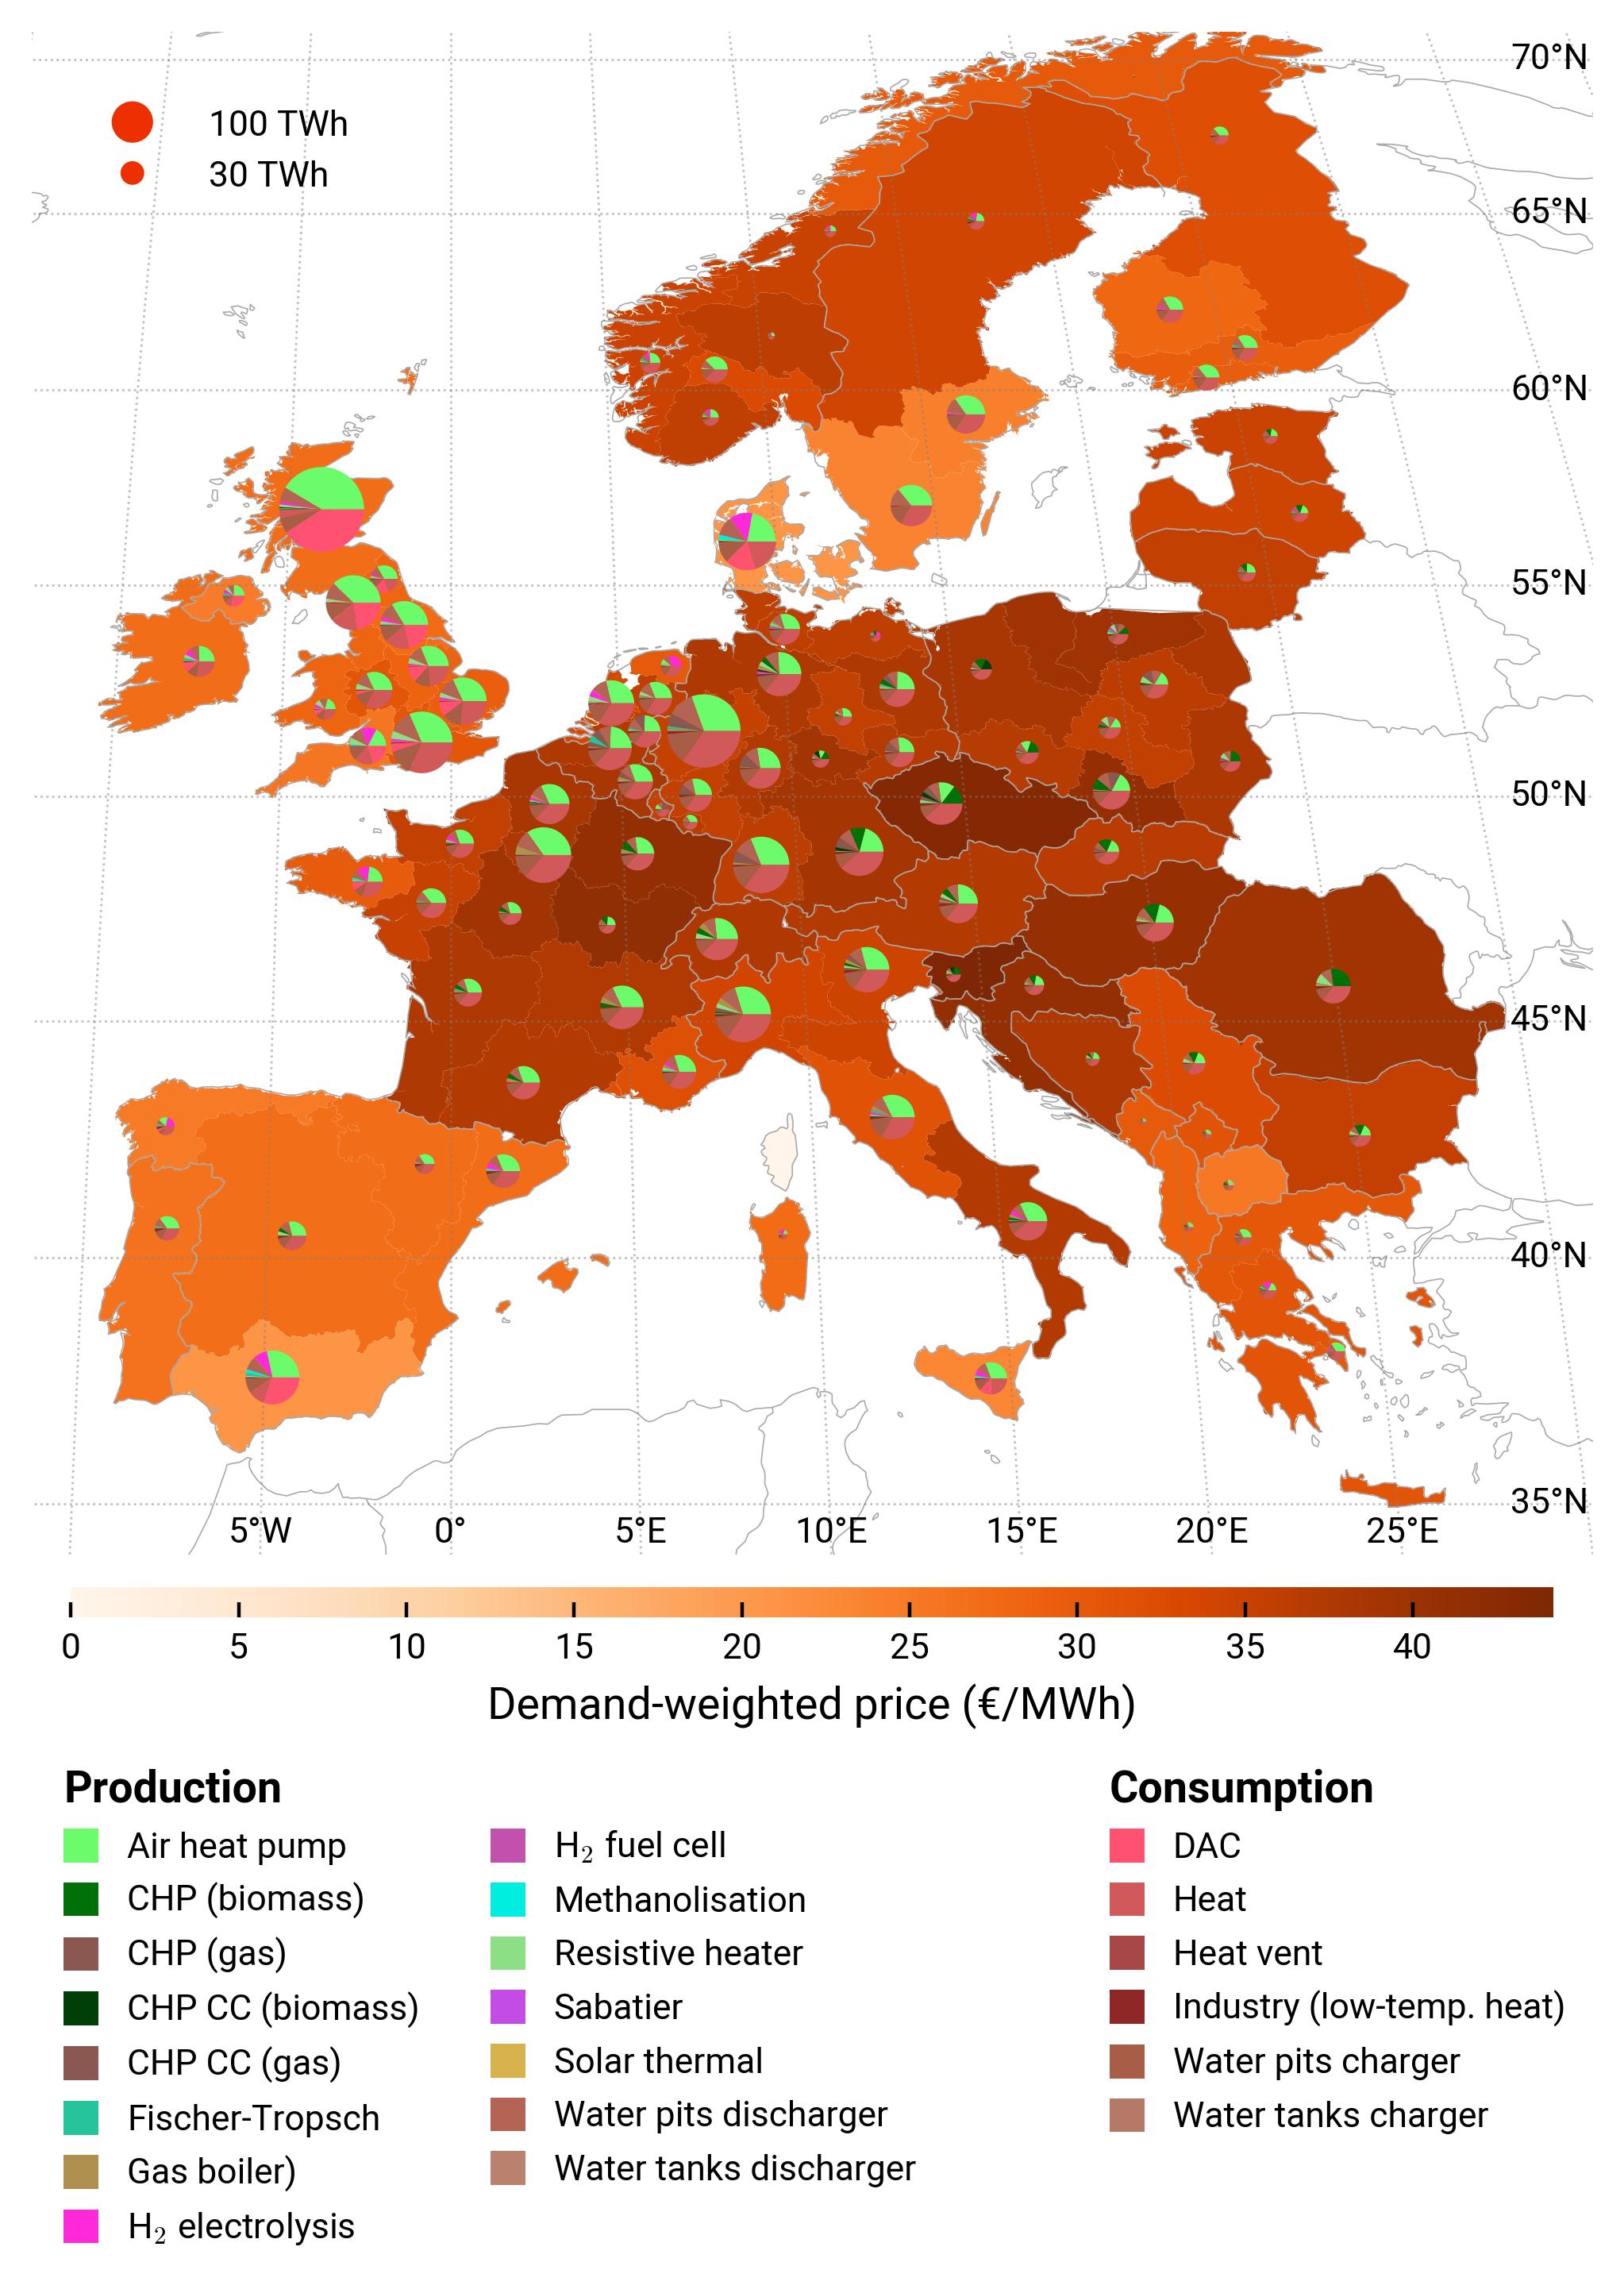 70°N
100 TWh
30 TWh
65°N
60°N
55°N
50°N
45°N
40°N
35°N
5°W 0° 5°E 10°E 15°E 20°E 25°E
0 5 10 15 20 25 30 35 40
Demand-weighted price (€/MWh)
Production
Air heat pump
CHP (biomass)
CHP (gas)
CHP CC (biomass)
CHP CC (gas)
Fischer-Tropsch
Gas boiler)
H₂ electrolysis
H₂ fuel cell
Methanolisation
Resistive heater
Sabatier
Solar thermal
Water pits discharger
Water tanks discharger
Consumption
DAC
Heat
Heat vent
Industry (low-temp. heat)
Water pits charger
Water tanks charger